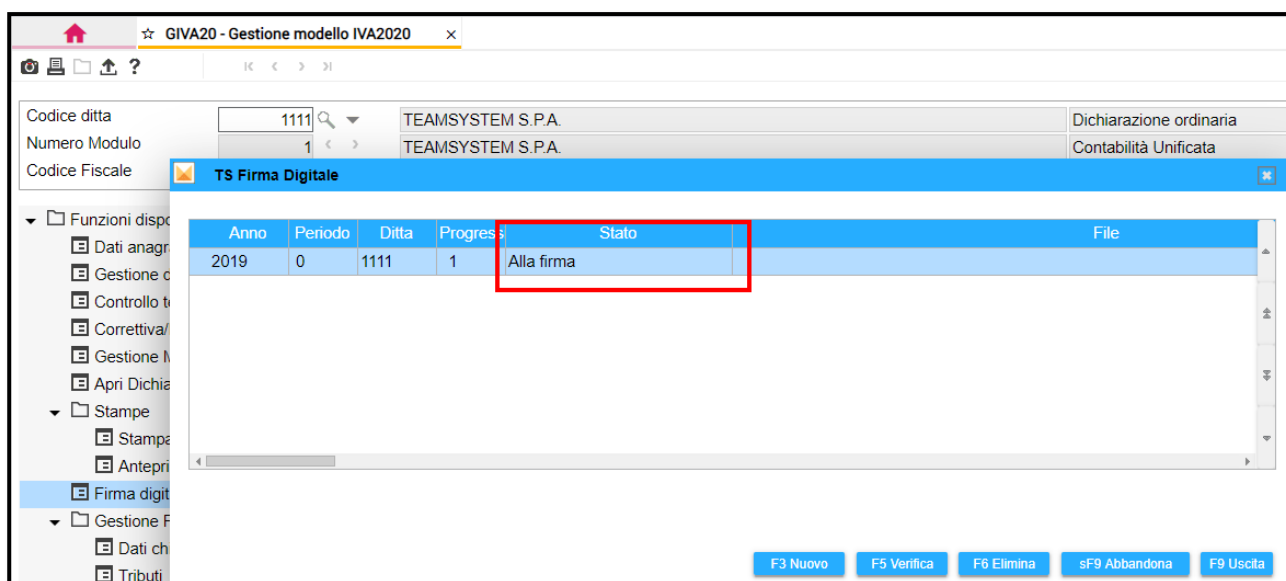 GIVA20 - Gestione modello IVA2020
Codice ditta 1111 TEAMSYSTEM S.P.A. Dichiarazione ordinaria
Numero Modulo 1 TEAMSYSTEM S.P.A. Contabilità Unificata
Codice Fiscale
TS Firma Digitale
Funzioni dispo
Dati anagr
Gestione
Controllo
Correttiva/
Gestione
Apri Dichia
Stampe
Stampa
Antepri
Firma digit
Gestione
Dati ch
Tributi
Anno Periodo Ditta Progress Stato File
2019 0 1111 1 Alla firma
F3 Nuovo F5 Verifica F6 Elimina sF9 Abbandona F9 Uscita